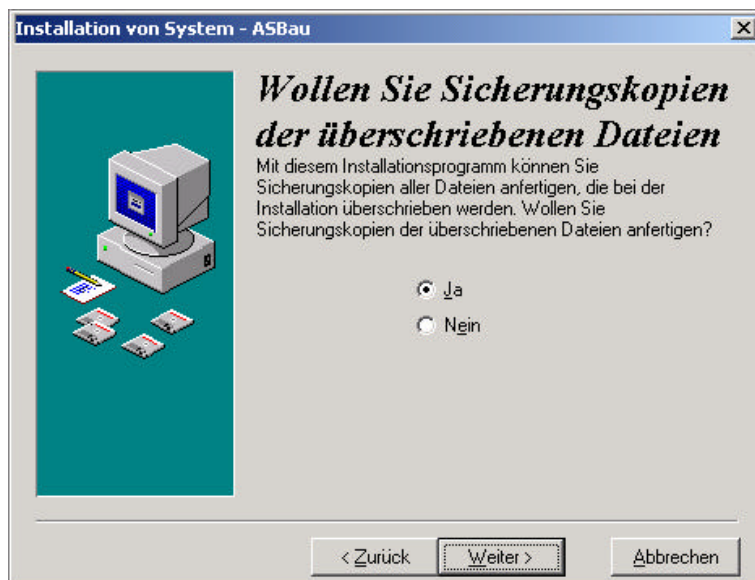 Installation von System - ASBau
Wollen Sie Sicherungskopien
der überschriebenen Dateien
Mit diesem Installationsprogramm können Sie
Sicherungskopien aller Dateien anfertigen, die bei der
Installation überschrieben werden. Wollen Sie
Sicherungskopien der überschriebenen Dateien anfertigen?
Ja
Nein
< Zurück
Weiter >
Abbrechen